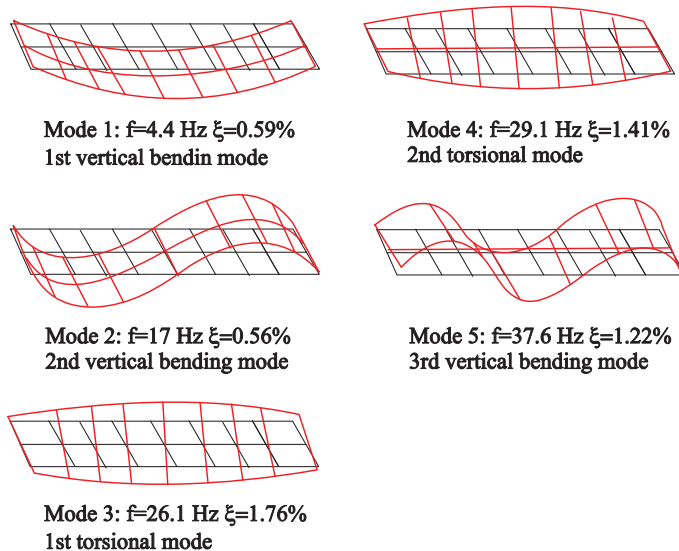 Mode 1: f=4.4 Hz ξ=0.59%
1st vertical bendin mode
Mode 4: f=29.1 Hz ξ=1.41%
2nd torsional mode
Mode 2: f=17 Hz ξ=0.56%
2nd vertical bending mode
Mode 5: f=37.6 Hz ξ=1.22%
3rd vertical bending mode
Mode 3: f=26.1 Hz ξ=1.76%
1st torsional mode